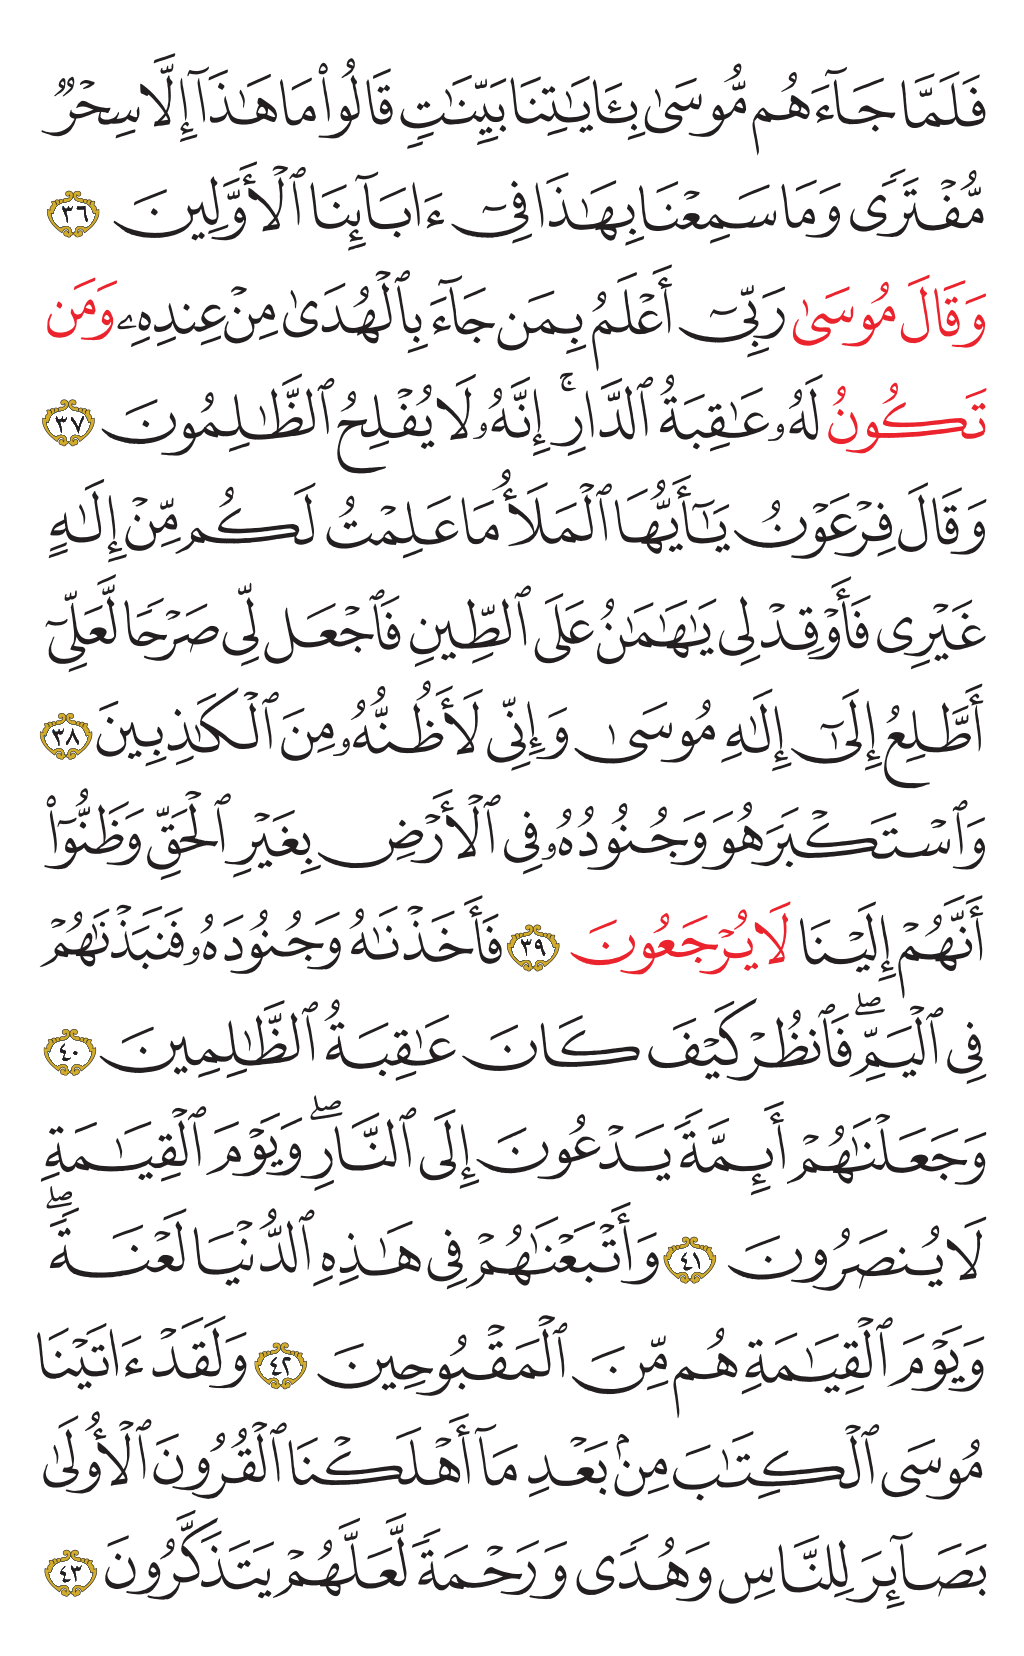 فَلَمَّا جَآءَهُم مُّوسَىٰ بِـَٔايَٰتِنَا بَيِّنَٰتٍ قَالُوا۟ مَا هَٰذَآ إِلَّا سِحْرٌ
مُّفْتَرًى وَمَا سَمِعْنَا بِهَٰذَا فِىٓ ءَابَآئِنَا ٱلْأَوَّلِينَ ٣٦
وَقَالَ مُوسَىٰ رَبِّىٓ أَعْلَمُ بِمَن جَآءَ بِٱلْهُدَىٰ مِنْ عِندِهِۦ وَمَن
تَكُونُ لَهُۥ عَٰقِبَةُ ٱلدَّارِ ۚ إِنَّهُۥ لَا يُفْلِحُ ٱلظَّٰلِمُونَ ٣٧
وَقَالَ فِرْعَوْنُ يَٰٓأَيُّهَا ٱلْمَلَأُ مَا عَلِمْتُ لَكُم مِّنْ إِلَٰهٍ
غَيْرِى فَأَوْقِدْ لِى يَٰهَٰمَٰنُ عَلَى ٱلطِّينِ فَٱجْعَل لِّى صَرْحًا لَّعَلِّىٓ
أَطَّلِعُ إِلَىٰٓ إِلَٰهِ مُوسَىٰ وَإِنِّى لَأَظُنُّهُۥ مِنَ ٱلْكَٰذِبِينَ ٣٨
وَٱسْتَكْبَرَ هُوَ وَجُنُودُهُۥ فِى ٱلْأَرْضِ بِغَيْرِ ٱلْحَقِّ وَظَنُّوٓا۟
أَنَّهُمْ إِلَيْنَا لَا يُرْجَعُونَ ٣٩ فَأَخَذْنَٰهُ وَجُنُودَهُۥ فَنَبَذْنَٰهُمْ
فِى ٱلْيَمِّ ۖ فَٱنظُرْ كَيْفَ كَانَ عَٰقِبَةُ ٱلظَّٰلِمِينَ ٤٠
وَجَعَلْنَٰهُمْ أَئِمَّةً يَدْعُونَ إِلَى ٱلنَّارِ ۖ وَيَوْمَ ٱلْقِيَٰمَةِ
لَا يُنصَرُونَ ٤١ وَأَتْبَعْنَٰهُمْ فِى هَٰذِهِ ٱلدُّنْيَا لَعْنَةً ۖ
وَيَوْمَ ٱلْقِيَٰمَةِ هُم مِّنَ ٱلْمَقْبُوحِينَ ٤٢ وَلَقَدْ ءَاتَيْنَا
مُوسَى ٱلْكِتَٰبَ مِنۢ بَعْدِ مَآ أَهْلَكْنَا ٱلْقُرُونَ ٱلْأُولَىٰ
بَصَآئِرَ لِلنَّاسِ وَهُدًى وَرَحْمَةً لَّعَلَّهُمْ يَتَذَكَّرُونَ ٤٣